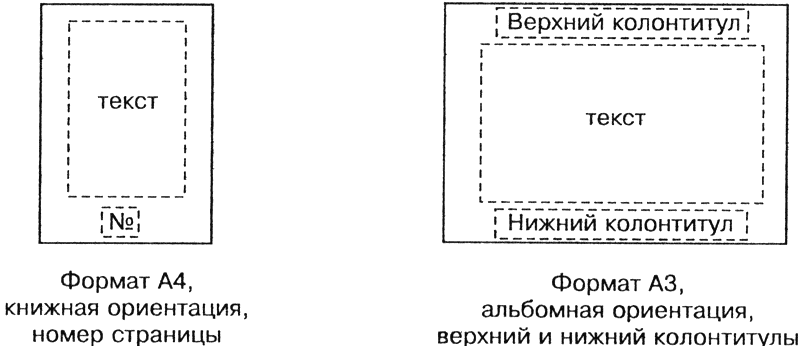 текст
№
Формат А4,
книжная ориентация,
номер страницы
Верхний колонтитул
текст
Нижний колонтитул
Формат А3,
альбомная ориентация,
верхний и нижний колонтитулы